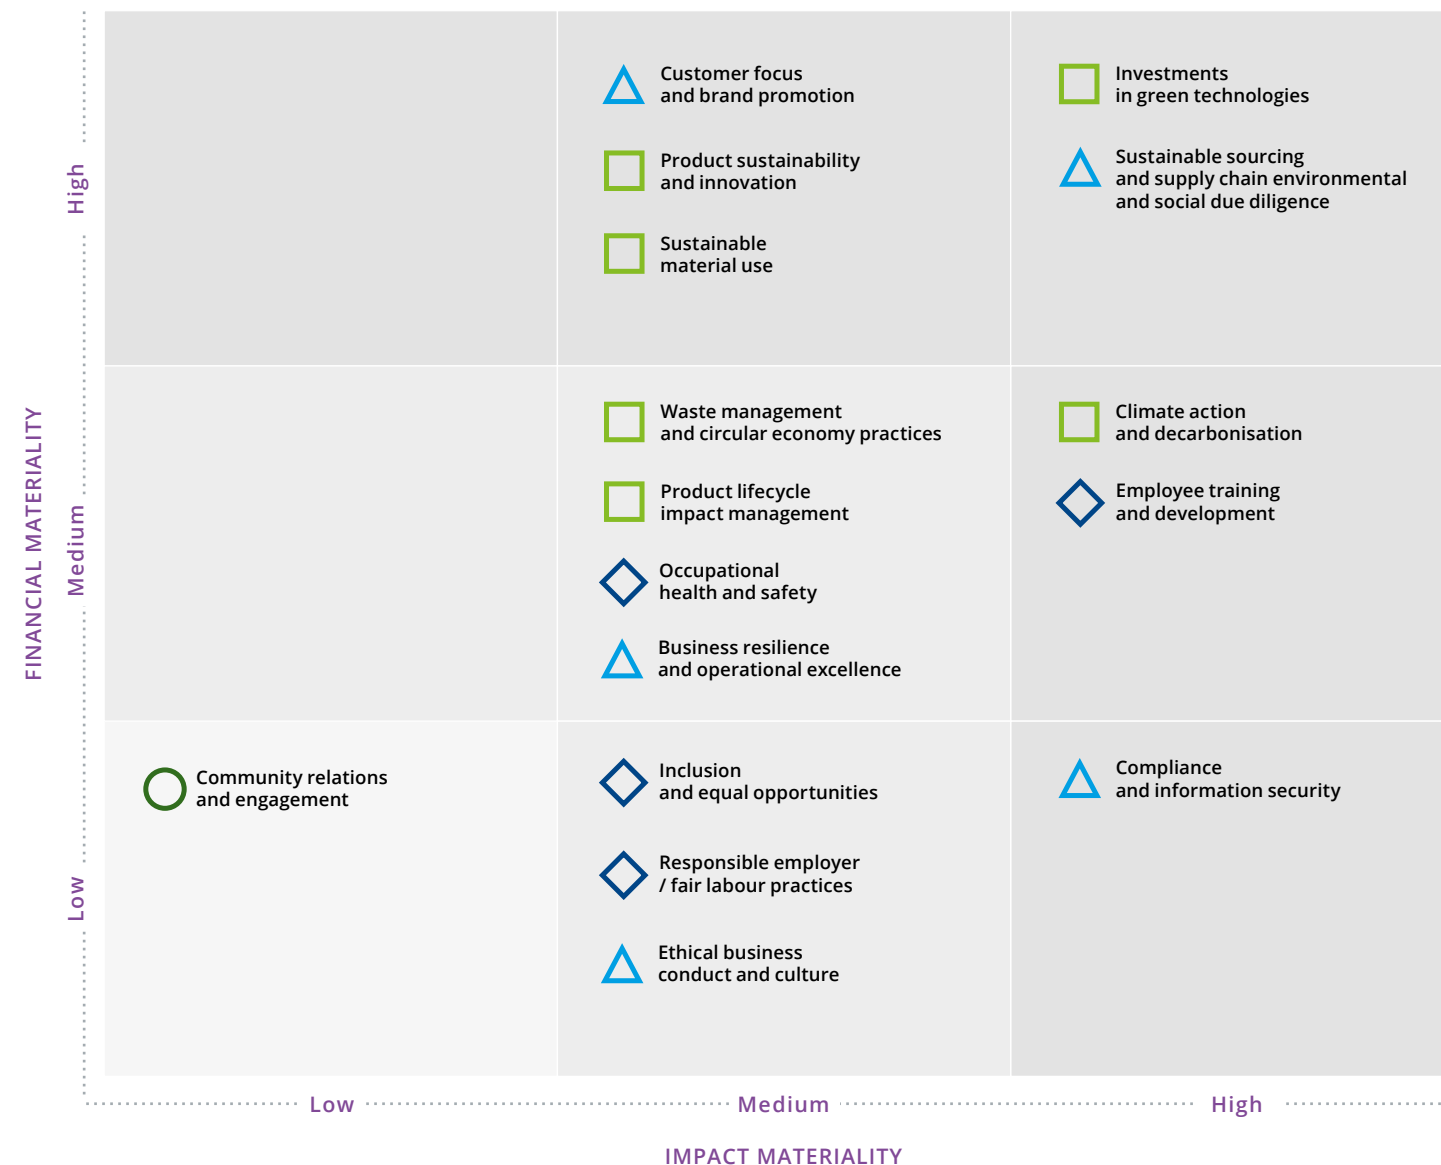 FINANCIAL MATERIALITY
High
Customer focus
and brand promotion
Product sustainability
and innovation
Sustainable
material use
Investments
in green technologies
Sustainable sourcing
and supply chain environmental
and social due diligence
Medium
Waste management
and circular economy practices
Product lifecycle
impact management
Occupational
health and safety
Business resilience
and operational excellence
Climate action
and decarbonisation
Employee training
and development
Low
Community relations
and engagement
Inclusion
and equal opportunities
Responsible employer
/ fair labour practices
Ethical business
conduct and culture
Compliance
and information security
Low
Medium
High
IMPACT MATERIALITY